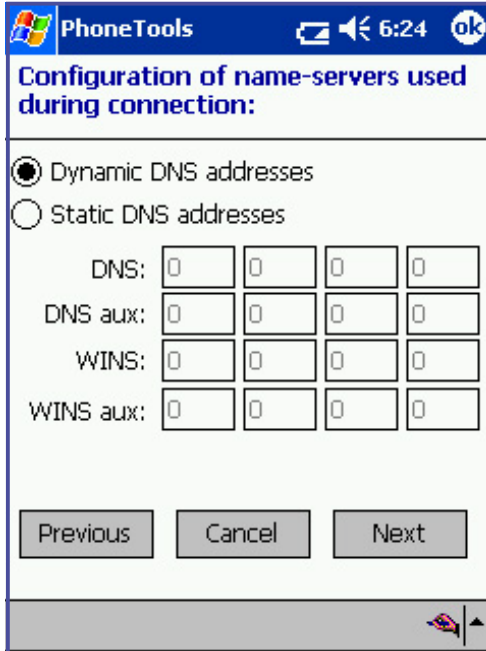 PhoneTools 6:24 ok
Configuration of name-servers used
during connection:
Dynamic DNS addresses
Static DNS addresses
DNS: 0 0 0 0
DNS aux: 0 0 0 0
WINS: 0 0 0 0
WINS aux: 0 0 0 0
Previous Cancel Next